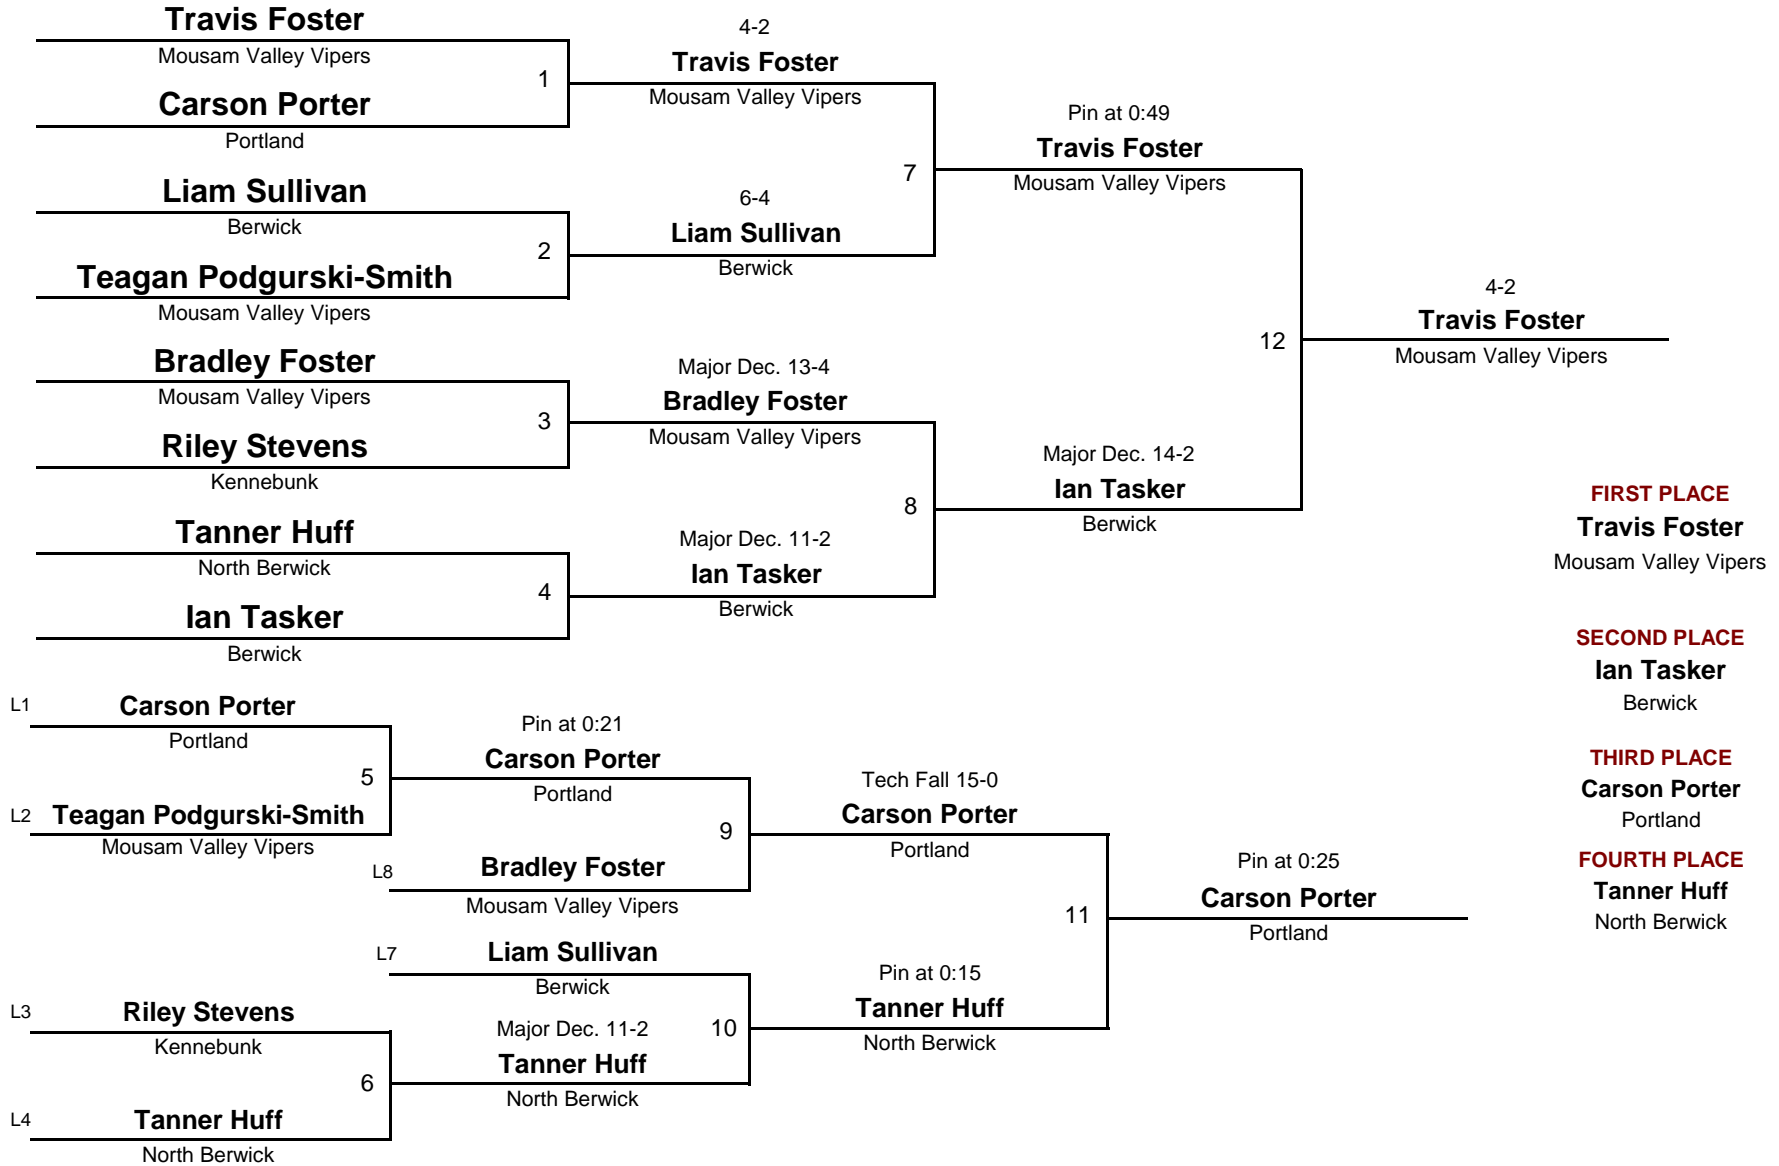 Travis Foster
Mousam Valley Vipers
1
Carson Porter
Portland
Liam Sullivan
Berwick
2
Teagan Podgurski-Smith
Mousam Valley Vipers
Bradley Foster
Mousam Valley Vipers
3
Riley Stevens
Kennebunk
Tanner Huff
North Berwick
4
Ian Tasker
Berwick
4-2
Travis Foster
Mousam Valley Vipers
7
6-4
Liam Sullivan
Berwick
Major Dec. 13-4
Bradley Foster
Mousam Valley Vipers
8
Major Dec. 11-2
Ian Tasker
Berwick
Pin at 0:49
Travis Foster
Mousam Valley Vipers
12
Major Dec. 14-2
Ian Tasker
Berwick
4-2
Travis Foster
Mousam Valley Vipers
FIRST PLACE
Travis Foster
Mousam Valley Vipers
SECOND PLACE
Ian Tasker
Berwick
THIRD PLACE
Carson Porter
Portland
FOURTH PLACE
Tanner Huff
North Berwick
L1
Carson Porter
Portland
5
L2
Teagan Podgurski-Smith
Mousam Valley Vipers
Pin at 0:21
Carson Porter
Portland
9
L8
Bradley Foster
Mousam Valley Vipers
L7
Liam Sullivan
Berwick
L3
Riley Stevens
Kennebunk
6
L4
Tanner Huff
North Berwick
Major Dec. 11-2
10
Tanner Huff
North Berwick
Tech Fall 15-0
Carson Porter
Portland
11
Pin at 0:15
Tanner Huff
North Berwick
Pin at 0:25
Carson Porter
Portland